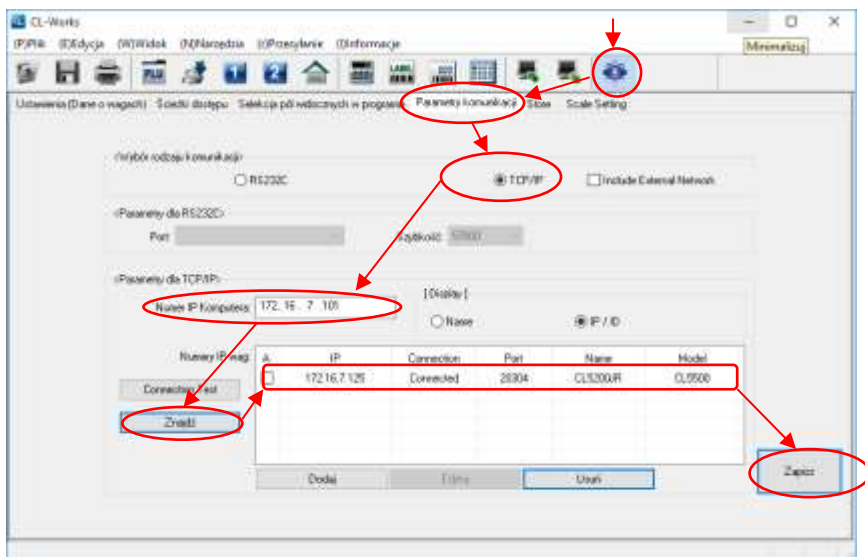 CL-Works
(P)Plik (E)Edycja (W)Widok (N)Narzędzia (I)Przesyłanie (I)Informacje
Minimalizuj
PLU LABEL
1 2
Ustawienia (Dane o wagach) Ścieżki dostępu Selekcja pól widocznych w programie Parametry komunikacji Store Scale Setting
<Wybór rodzaju komunikacji>
RS232C TCP/IP Include External Network
<Parametry dla RS232C>
Port Szybkość: 57600
<Parametry dla TCP/IP>
Numer IP Komputera: 172. 16 . 7 .101
[ Display ]
Name IP / ID
Numery IP wag: A IP Connection Port Name Model
172.16.7.125 Connected 20304 CL5200JR CL5500
Connection Test
Znajdź
Dodaj Edytuj Usuń
Zapisz